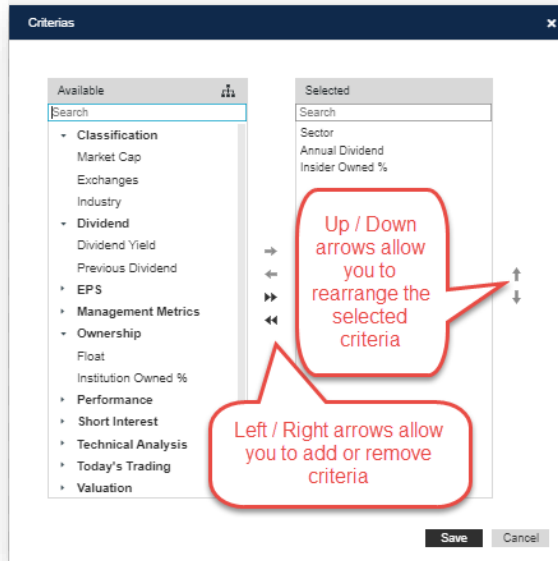 Criterias
Available
Search
Classification
Market Cap
Exchanges
Industry
Dividend
Dividend Yield
Previous Dividend
EPS
Management Metrics
Ownership
Float
Institution Owned %
Performance
Short Interest
Technical Analysis
Today's Trading
Valuation
Selected
Search
Sector
Annual Dividend
Insider Owned %
Up / Down
arrows allow
you to
rearrange the
selected
criteria
Left / Right arrows allow
you to add or remove
criteria
Save Cancel